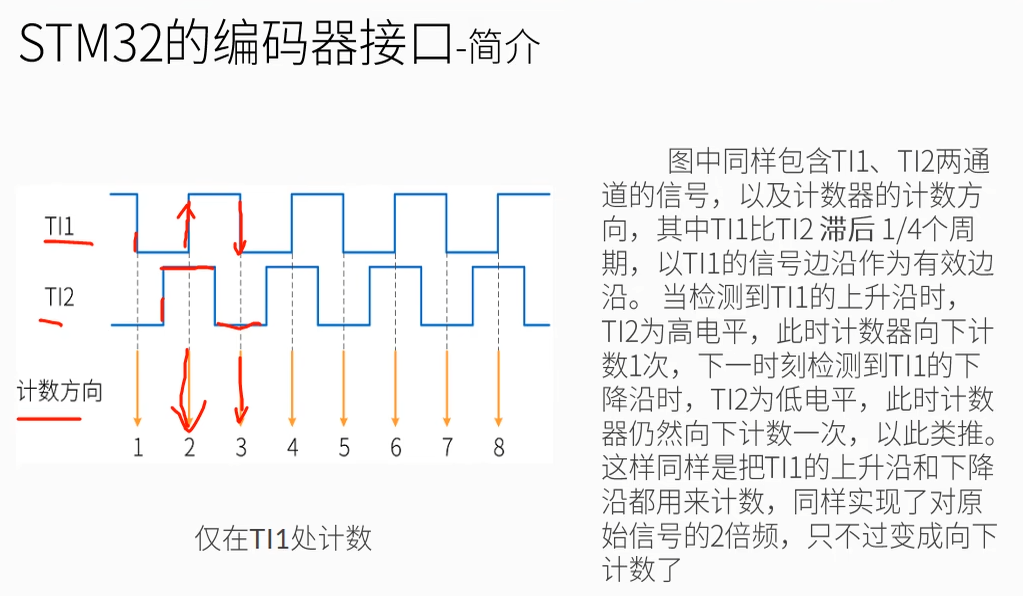 STM32的编码器接口-简介
TI1
TI2
计数方向
1 2 3 4 5 6 7 8
仅在TI1处计数
图中同样包含TI1、TI2两通
道的信号，以及计数器的计数方
向，其中TI1比TI2 滞后 1/4个周
期，以TI1的信号边沿作为有效边
沿。 当检测到TI1的上升沿时，
TI2为高电平，此时计数器向下计
数1次，下一时刻检测到TI1的下
降沿时，TI2为低电平，此时计数
器仍然向下计数一次，以此类推。
这样同样是把TI1的上升沿和下降
沿都用来计数，同样实现了对原
始信号的2倍频，只不过变成向下
计数了